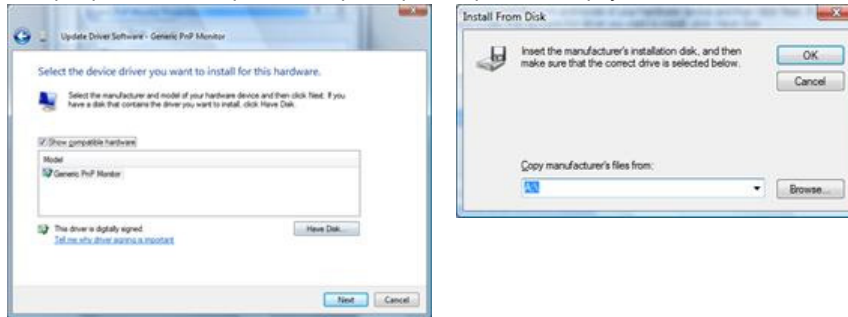 Update Driver Software - Generic PnP Monitor
Select the device driver you want to install for this hardware.
Select the manufacturer and model of your hardware device and then click Next. If you
have a disk that contains the driver you want to install, click Have Disk.
Show compatible hardware
Model
Generic PnP Monitor
This driver is digitally signed.
Tell me why driver signing is important
Have Disk...
Next
Cancel
Install From Disk
Insert the manufacturer's installation disk, and then
make sure that the correct drive is selected below.
OK
Cancel
Copy manufacturer's files from:
A:\
Browse...